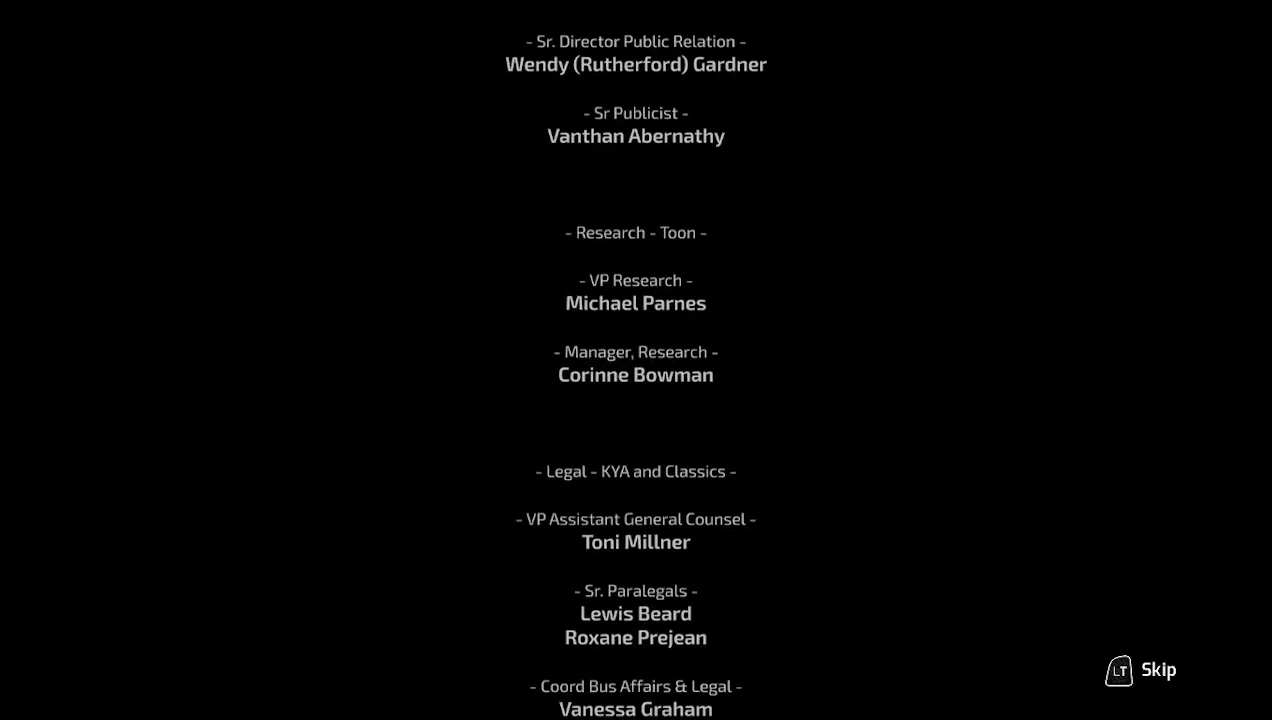 - Sr. Director Public Relation -
Wendy (Rutherford) Gardner
- Sr Publicist -
Vanthan Abernathy
- Research - Toon -
- VP Research -
Michael Parnes
- Manager, Research -
Corinne Bowman
- Legal - KYA and Classics -
- VP Assistant General Counsel -
Toni Millner
- Sr. Paralegals -
Lewis Beard
Roxane Prejean
LT Skip
- Coord Bus Affairs & Legal -
Vanessa Graham